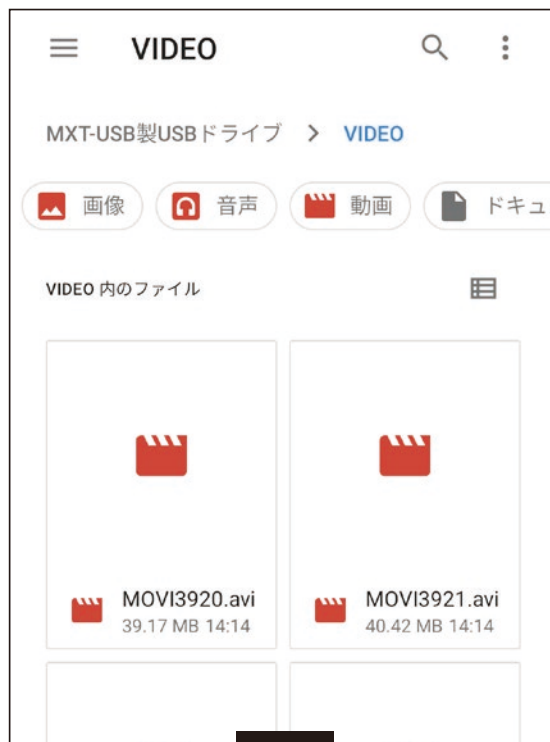 VIDEO
MXT-USB製USBドライブ > VIDEO
画像 音声 動画 ドキュ
VIDEO 内のファイル
MOVI3920.avi MOVI3921.avi
39.17 MB 14:14 40.42 MB 14:14